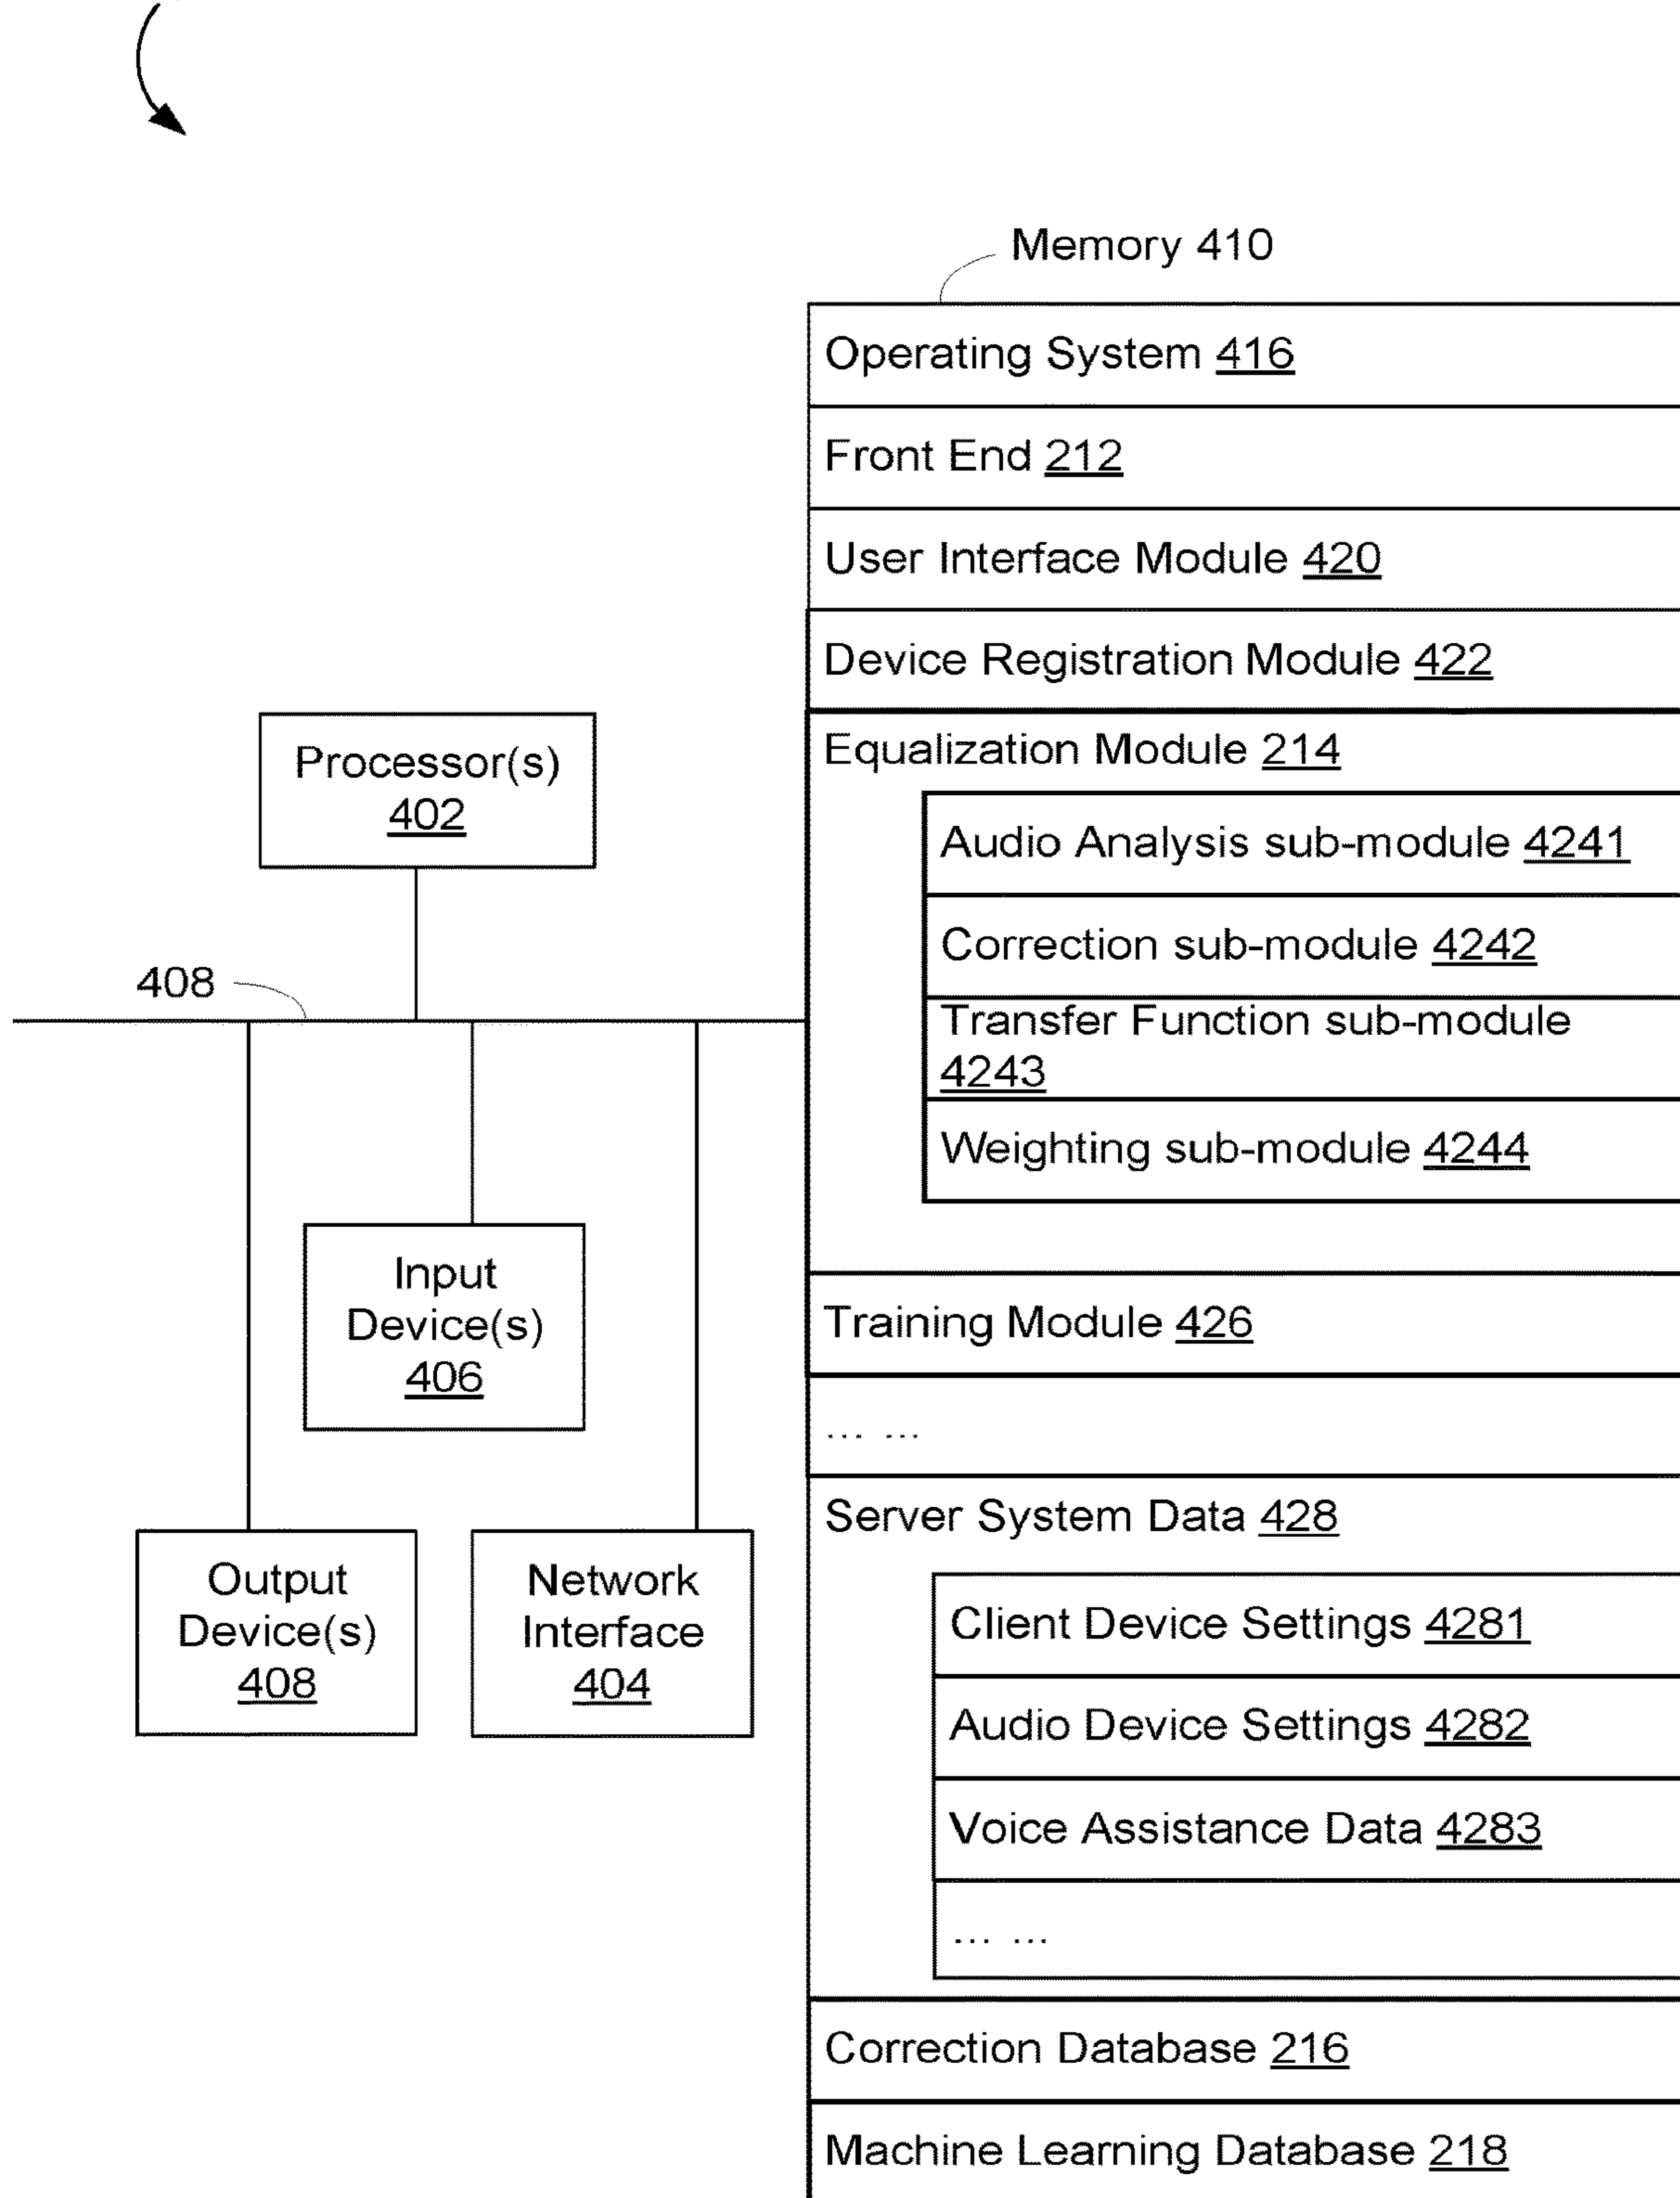 Memory 410
Operating System 416
Front End 212
User Interface Module 420
Device Registration Module 422
Equalization Module 214
Audio Analysis sub-module 4241
Correction sub-module 4242
Transfer Function sub-module
4243
Weighting sub-module 4244
Training Module 426
... ...
Server System Data 428
Client Device Settings 4281
Audio Device Settings 4282
Voice Assistance Data 4283
... ...
Correction Database 216
Machine Learning Database 218
Processor(s)
402
408
Input
Device(s)
406
Output
Device(s)
408
Network
Interface
404